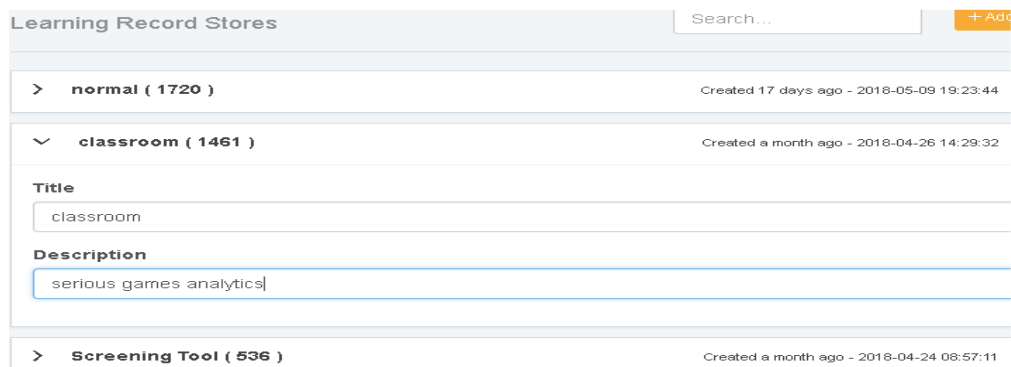 Learning Record Stores
Search...
+ Add
normal ( 1720 )
Created 17 days ago - 2018-05-09 19:23:44
classroom ( 1461 )
Created a month ago - 2018-04-26 14:29:32
Title
classroom
Description
serious games analytics
Screening Tool ( 536 )
Created a month ago - 2018-04-24 08:57:11